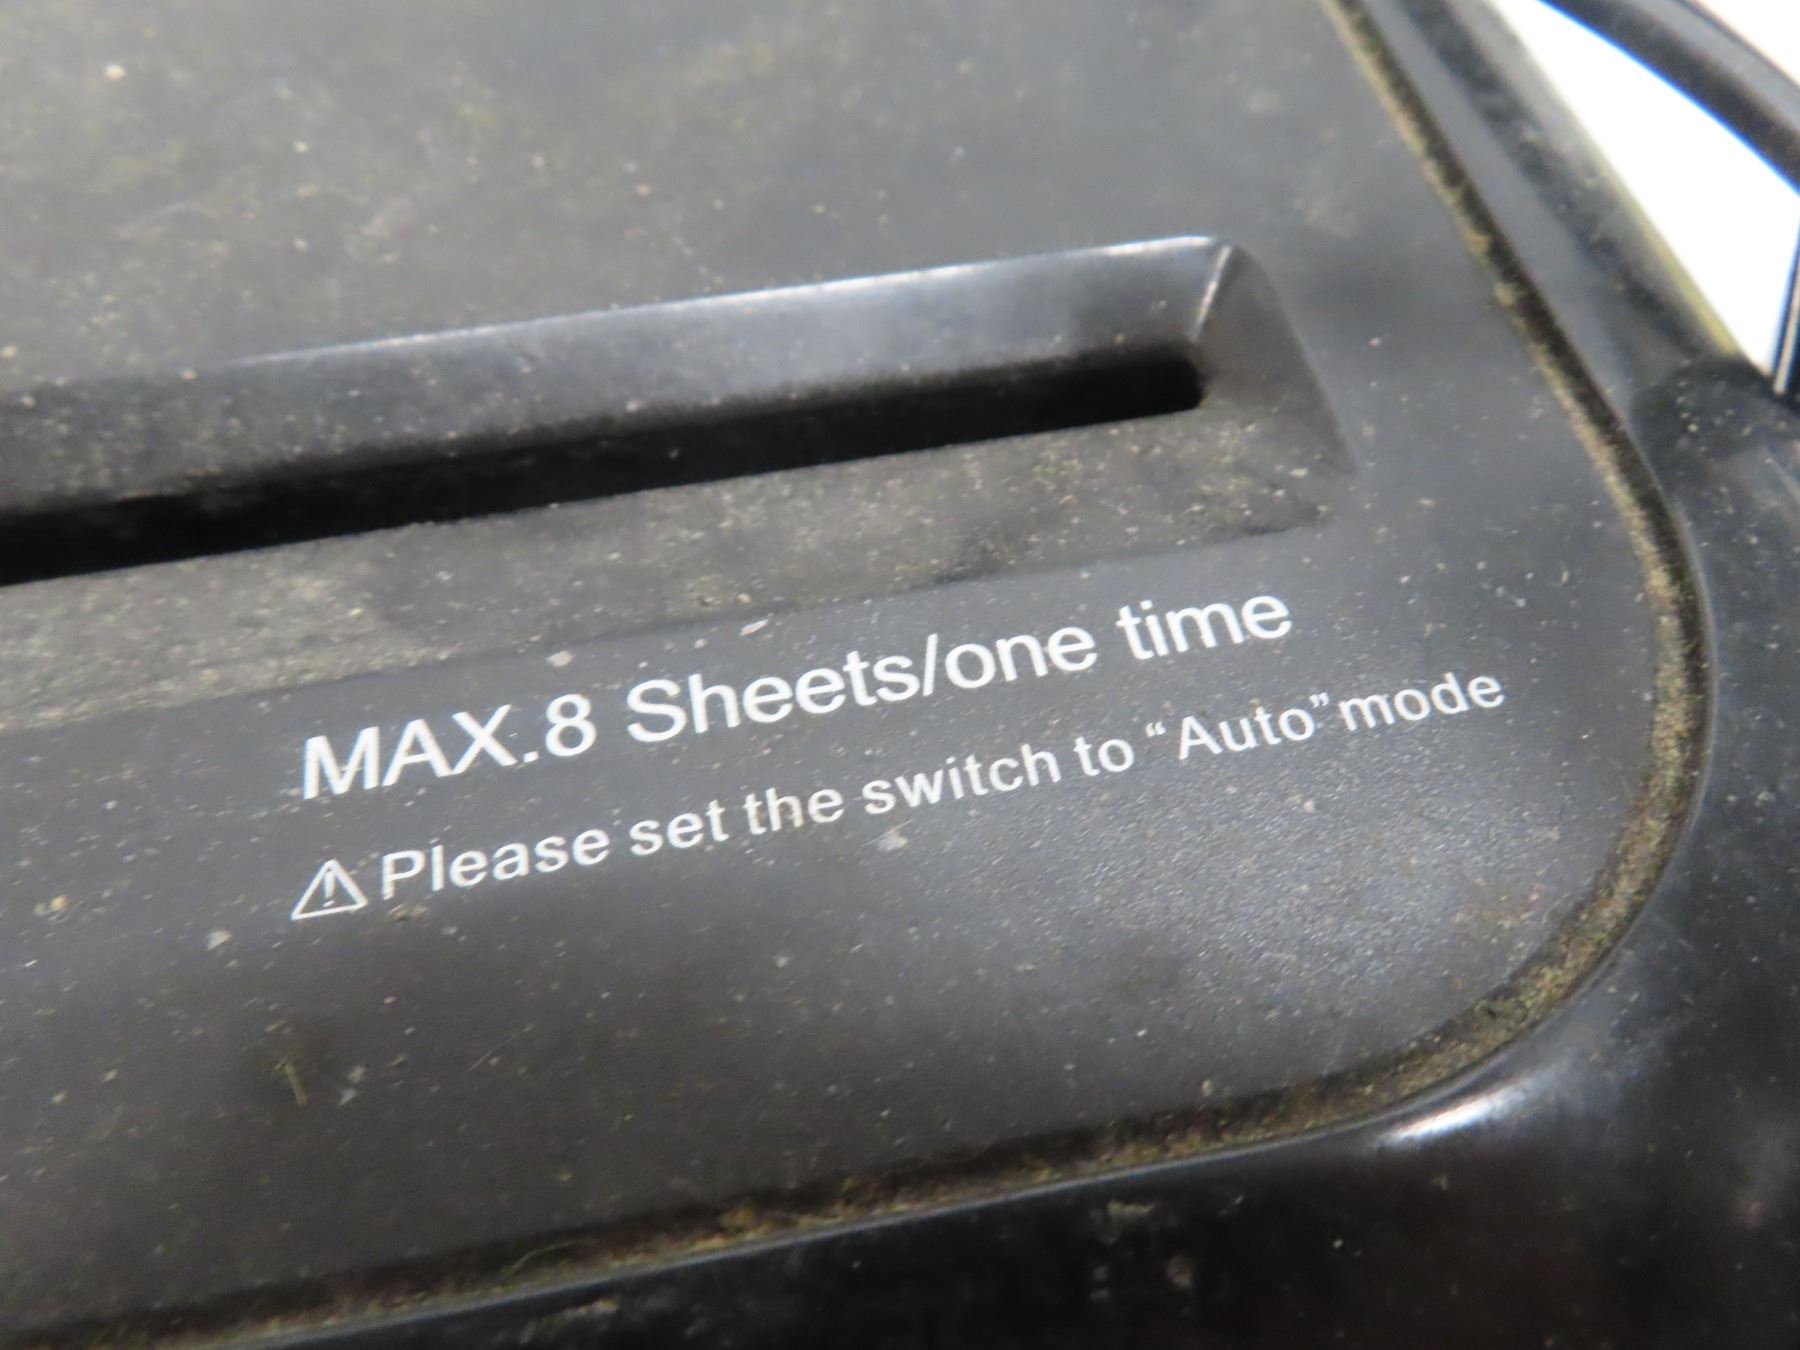 MAX.8 Sheets/one time
⚠Please set the switch to “Auto” mode